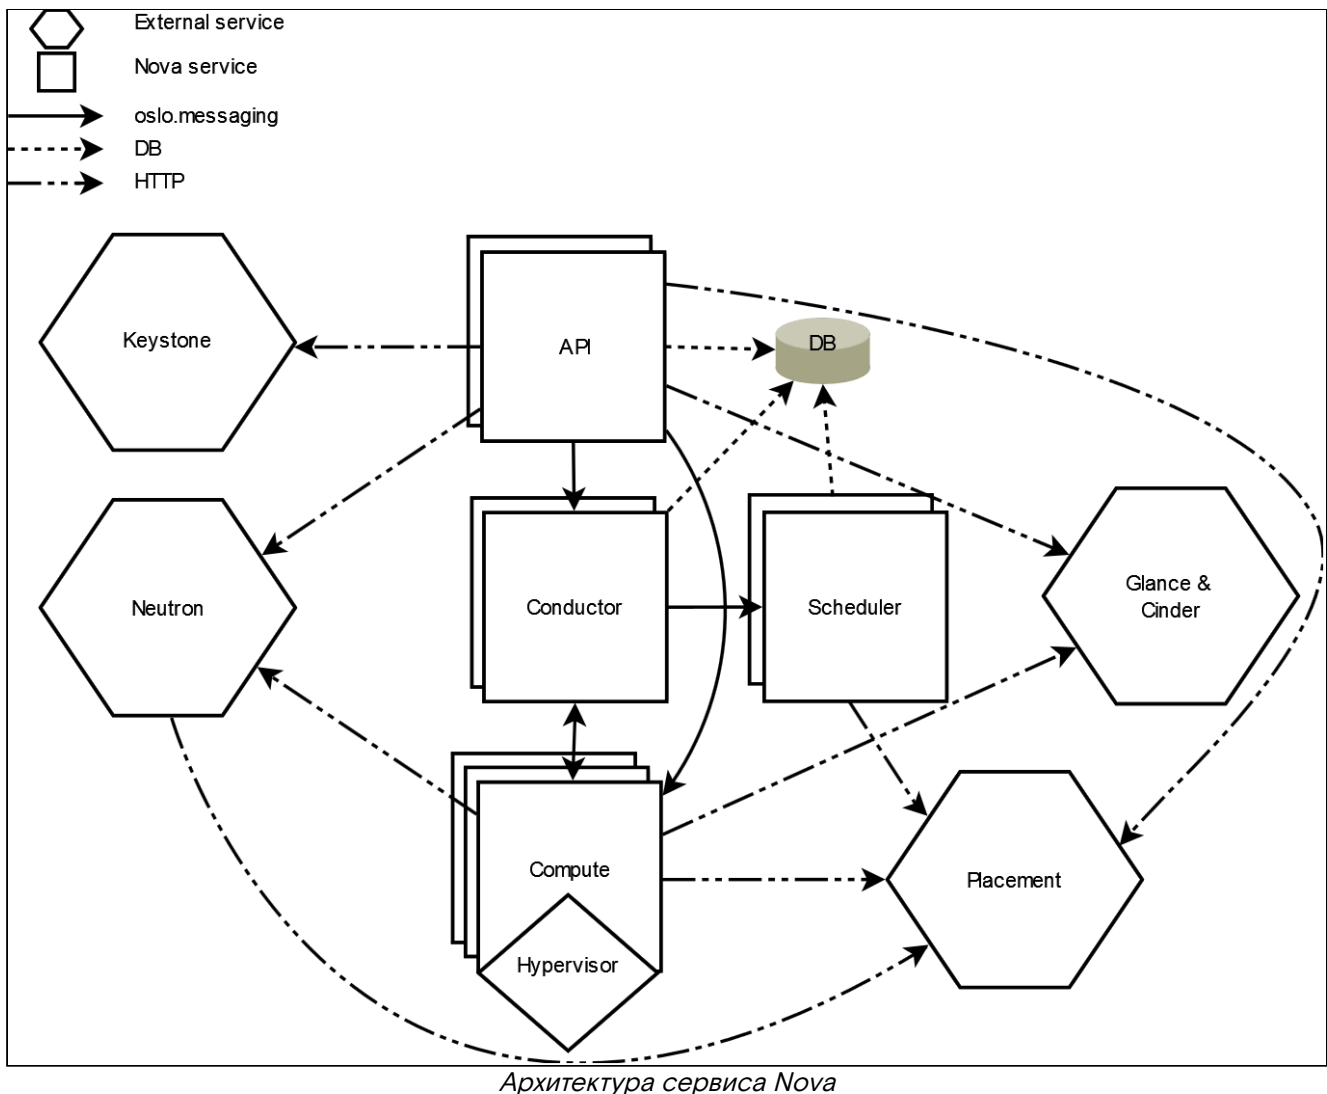 External service
Nova service
oslo.messaging
DB
HTTP
Keystone
API
DB
Neutron
Conductor
Scheduler
Glance &
Cinder
Compute
Placement
Hypervisor
Архитектура сервиса Nova